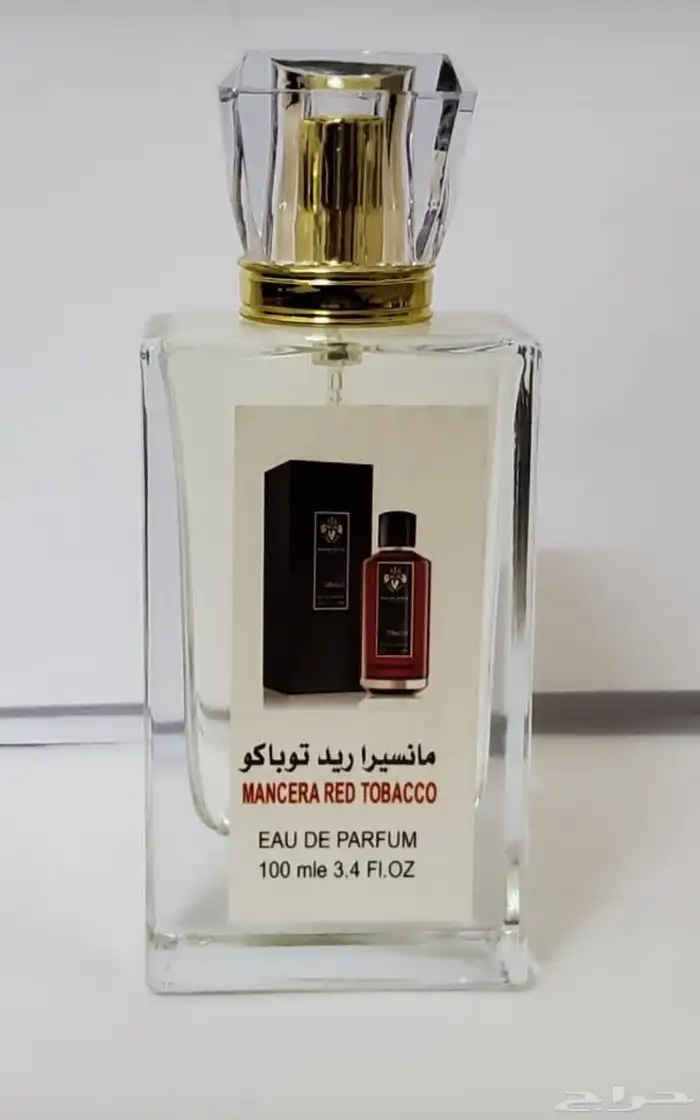 مانسيرا ريد توباكو
MANCERA RED TOBACCO
EAU DE PARFUM
100 mle 3.4 Fl.OZ
حراج